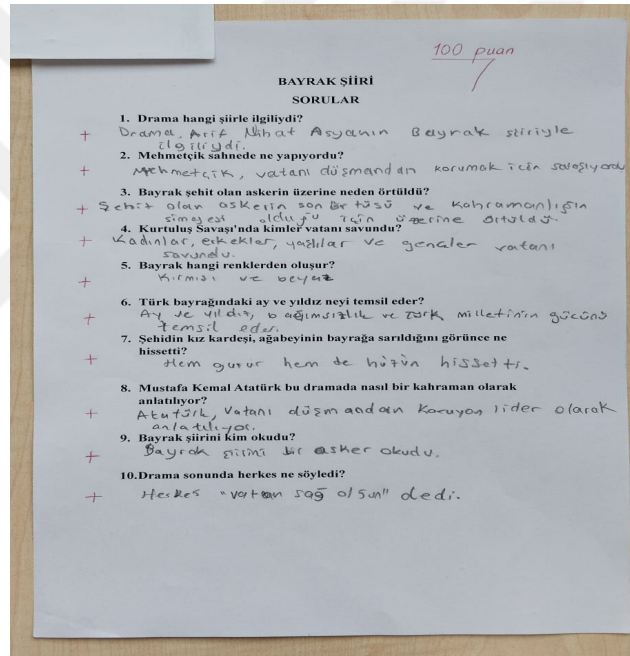 100 puan
BAYRAK ŞİİRİ
SORULAR
1. Drama hangi şiirle ilgiliydi?
+ Drama, Arif Nihat Asyanın Bayrak şiiriyle
ilgiliydi.
2. Mehmetçik sahnede ne yapıyordu?
+ Mehmetçik, vatanı düşmandan korumak için savaşıyordu
3. Bayrak şehit olan askerin üzerine neden örtüldü?
+ Şehit olan askerin son örtüsü ve kahramanlığın
simgesi olduğu için üzerine örtüldü.
4. Kurtuluş Savaşı'nda kimler vatanı savundu?
+ Kadınlar, erkekler, yaşlılar ve gençler vatanı
savundu.
5. Bayrak hangi renklerden oluşur?
+ Kırmızı ve beyaz
6. Türk bayrağındaki ay ve yıldız neyi temsil eder?
+ Ay ve yıldız, bağımsızlık ve Türk milletinin gücünü
temsil eder.
7. Şehidin kız kardeşi, ağabeyinin bayrağa sarıldığını görünce ne
hissetti?
+ Hem gurur hem de hüzün hissetti.
8. Mustafa Kemal Atatürk bu dramada nasıl bir kahraman olarak
anlatılıyor?
+ Atatürk, Vatanı düşmandan Koruyan lider olarak
anlatılıyor.
9. Bayrak şiirini kim okudu?
+ Bayrak şiirini bir asker okudu.
10.Drama sonunda herkes ne söyledi?
+ Herkes "vatan sağ olsun" dedi.